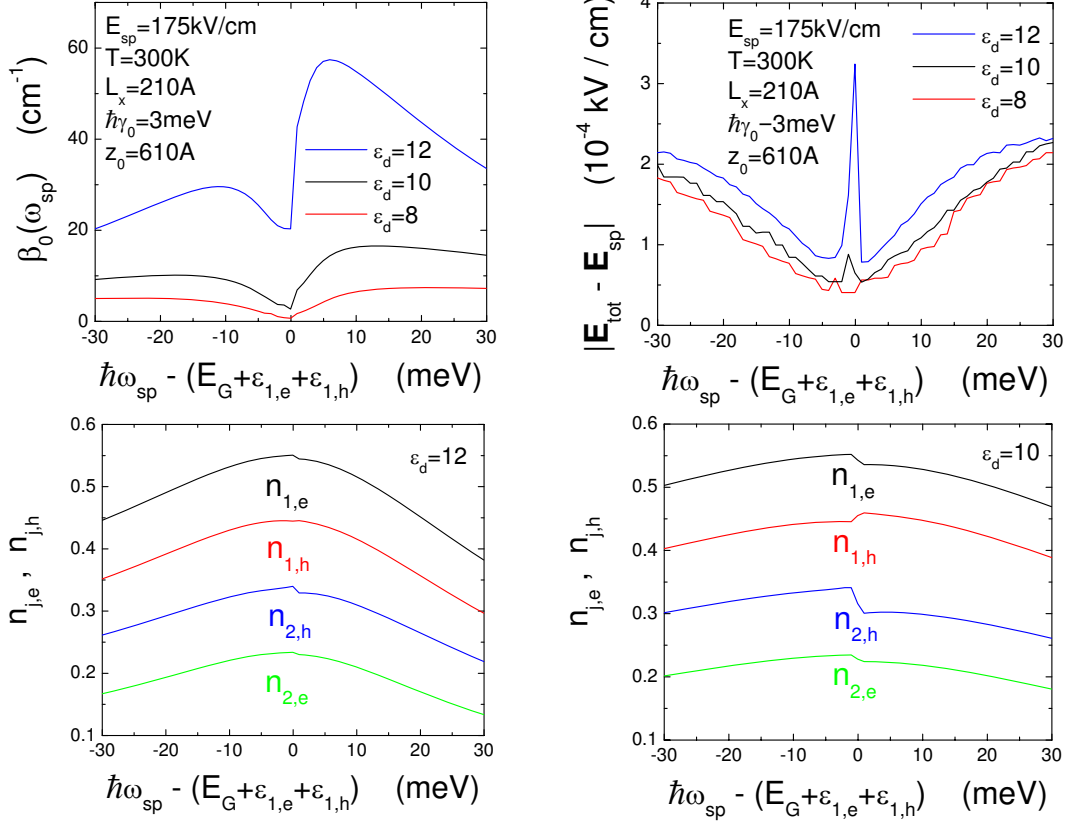 E_sp=175kV/cm
T=300K
L_x=210A
ħγ_0=3meV
z_0=610A
ε_d=12
ε_d=10
ε_d=8
β_0(ω_sp) (cm^-1)
60
40
20
0
-30 -20 -10 0 10 20 30
ħω_sp - (E_G+ε_1,e+ε_1,h) (meV)
E_sp=175kV/cm
T=300K
L_x=210A
ħγ_0−3meV
z_0=610A
ε_d=12
ε_d=10
ε_d=8
|E_tot - E_sp| (10^-4 kV / cm)
4
3
2
1
0
-30 -20 -10 0 10 20 30
ħω_sp - (E_G+ε_1,e+ε_1,h) (meV)
ε_d=12
n_1,e
n_1,h
n_2,h
n_2,e
n_j,e , n_j,h
0.6
0.5
0.4
0.3
0.2
0.1
-30 -20 -10 0 10 20 30
ħω_sp - (E_G+ε_1,e+ε_1,h) (meV)
ε_d=10
n_1,e
n_1,h
n_2,h
n_2,e
n_j,e , n_j,h
0.6
0.5
0.4
0.3
0.2
0.1
-30 -20 -10 0 10 20 30
ħω_sp - (E_G+ε_1,e+ε_1,h) (meV)